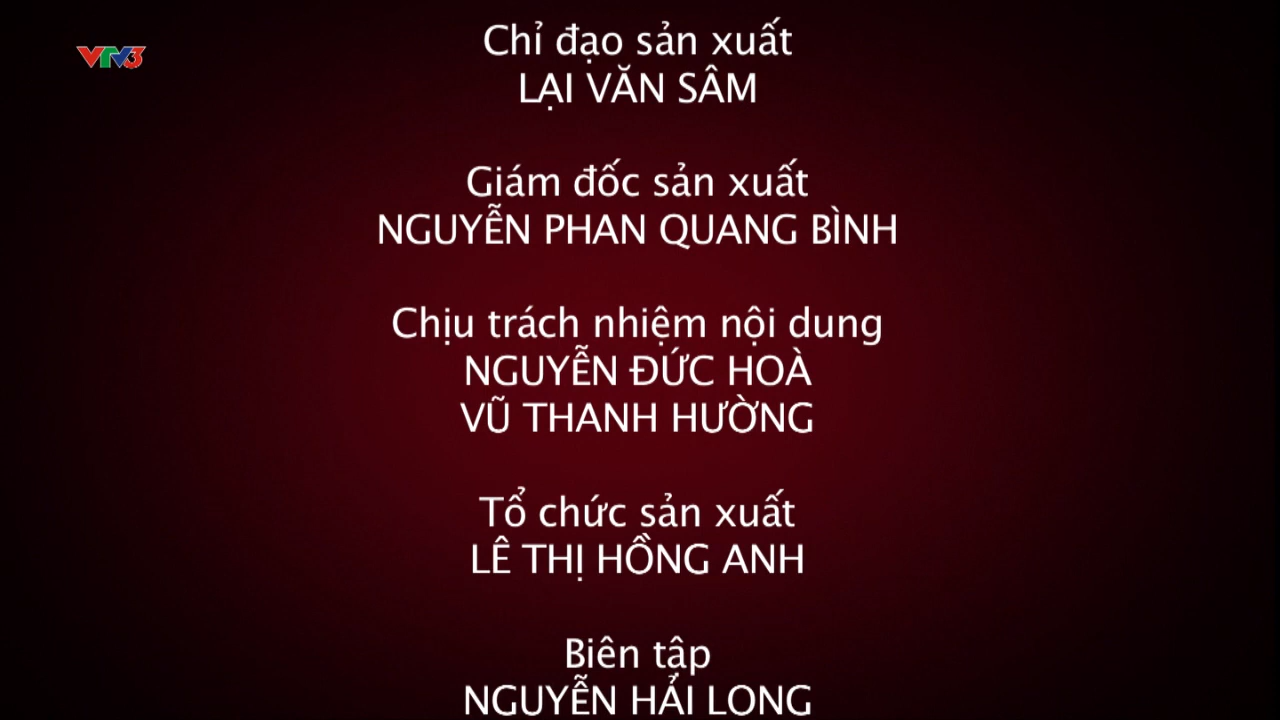 VTV3
Chỉ đạo sản xuất
LẠI VĂN SÂM
Giám đốc sản xuất
NGUYỄN PHAN QUANG BÌNH
Chịu trách nhiệm nội dung
NGUYỄN ĐỨC HOÀ
VŨ THANH HƯỜNG
Tổ chức sản xuất
LÊ THỊ HỒNG ANH
Biên tập
NGUYỄN HẢI LONG